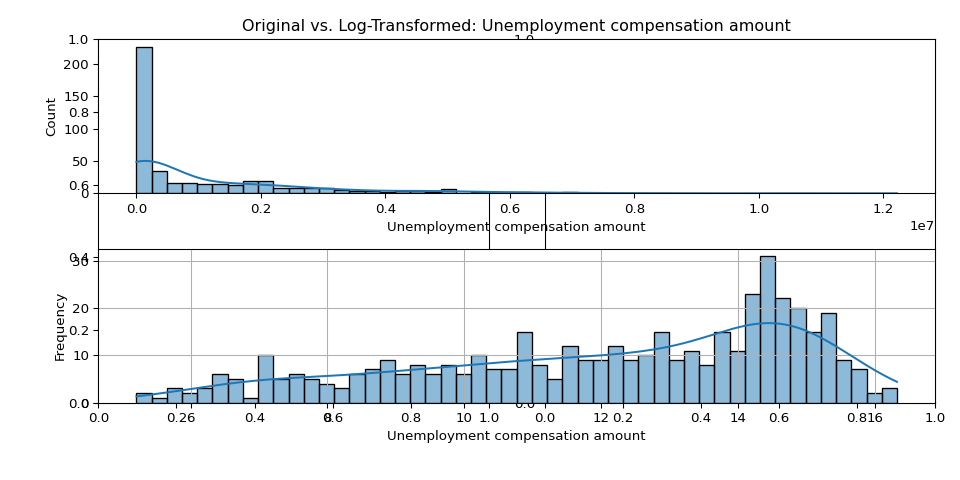 Original vs. Log-Transformed: Unemployment compensation amount
1.0 1.0
200
150
0.8
100
50
0.6
0
Count
0.0 0.2 0.4 0.6 0.8 1.0 1.2
Unemployment compensation amount
1e7
0.4
30
20
0.2
10
0.0
Frequency
0.0 0.2 6 0.4 8 0.6 0.8 10 1.0 0.0 12 0.2 0.4 14 0.6 0.8 16 1.0
0.0
Unemployment compensation amount